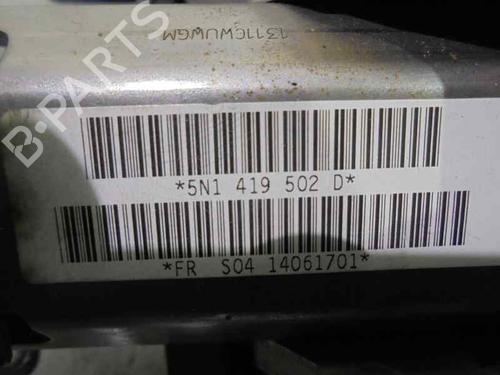 1311CWUWGM
B-PARTS
*5N1 419 502 D*
*FR S04 14061701*